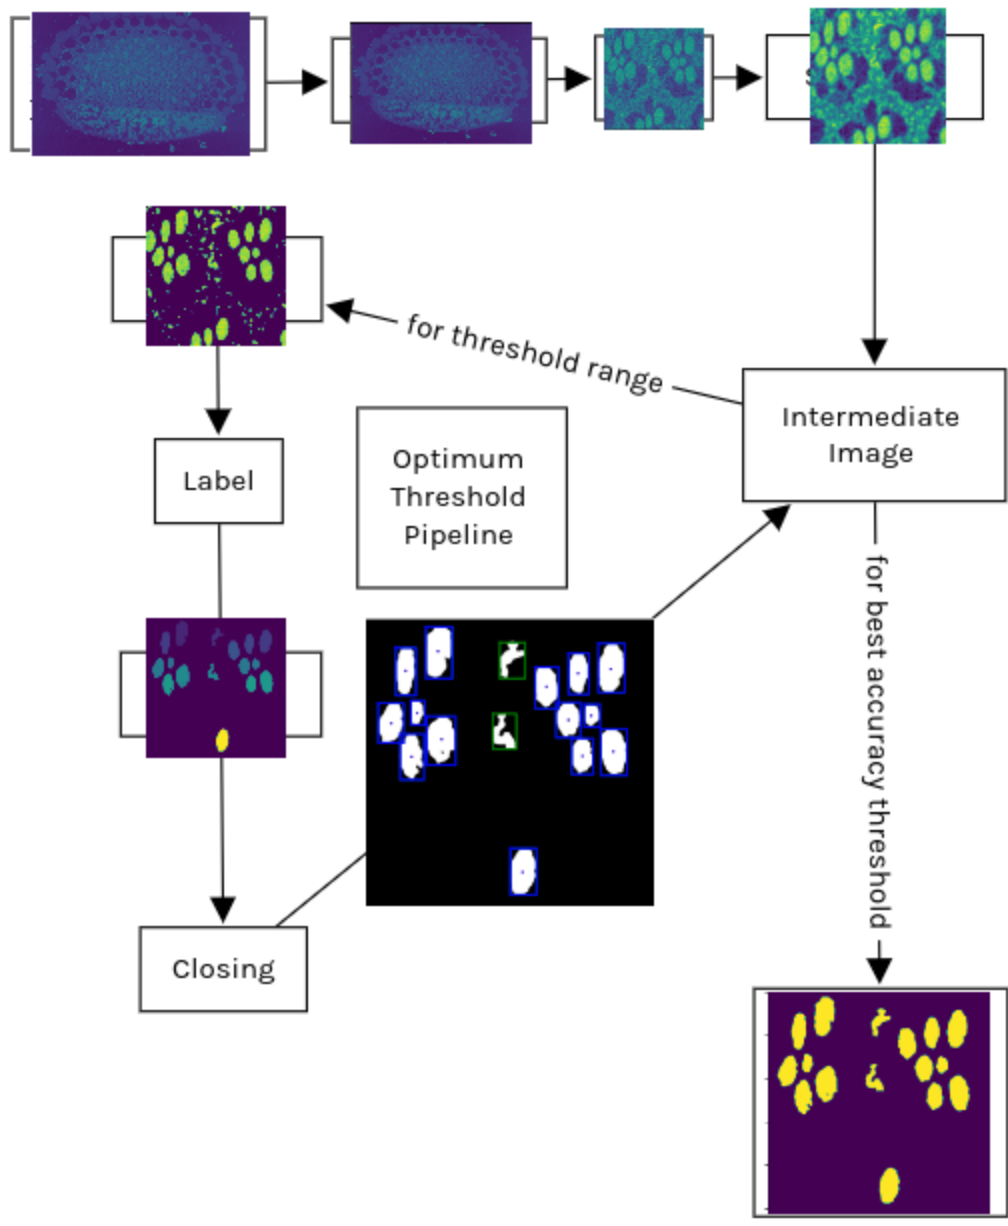 Intermediate
Image
for threshold range
Label
Optimum
Threshold
Pipeline
for best accuracy threshold
Closing